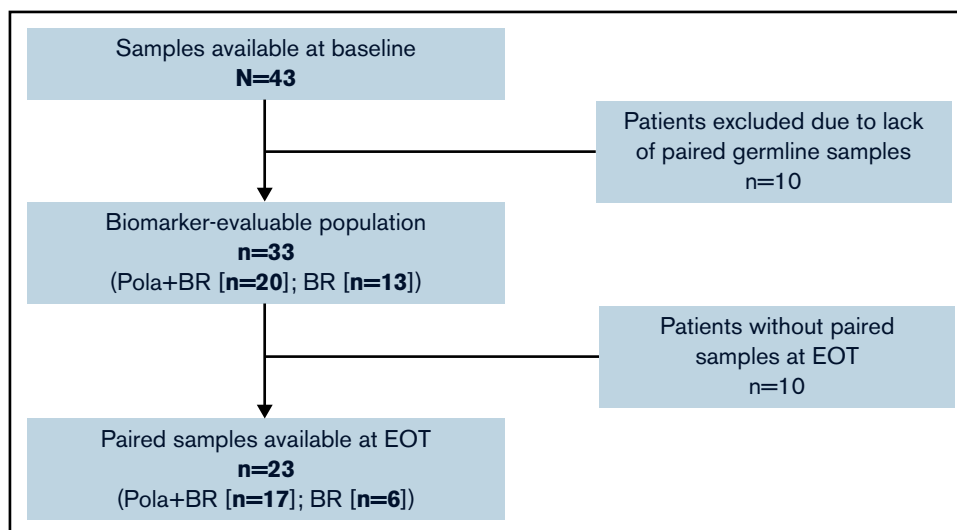 Samples available at baseline
N=43
Patients excluded due to lack
of paired germline samples
n=10
Biomarker-evaluable population
n=33
(Pola+BR [n=20]; BR [n=13])
Patients without paired
samples at EOT
n=10
Paired samples available at EOT
n=23
(Pola+BR [n=17]; BR [n=6])